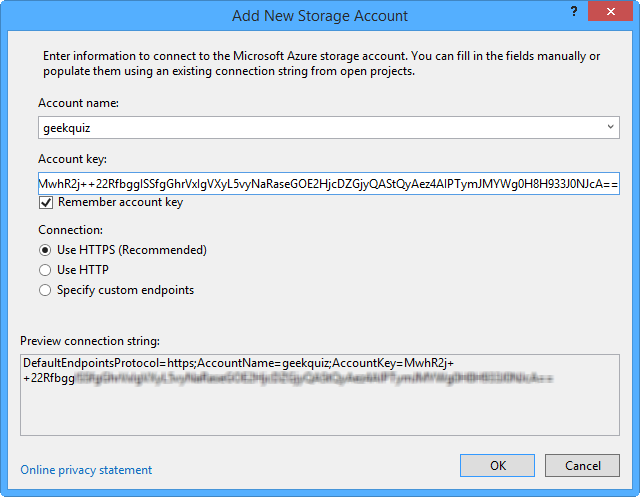 Add New Storage Account
?
Enter information to connect to the Microsoft Azure storage account. You can fill in the fields manually or
populate them using an existing connection string from open projects.
Account name:
geekquiz
Account key:
MwhR2j++22RfbgglSSfgGhrVxlgVXyL5vyNaRaseGOE2HjcDZGjyQAStQyAez4AlPTymJMYWg0H8H933J0NJcA==
Remember account key
Connection:
Use HTTPS (Recommended)
Use HTTP
Specify custom endpoints
Preview connection string:
DefaultEndpointsProtocol=https;AccountName=geekquiz;AccountKey=MwhR2j+
+22Rfbgg
Online privacy statement
OK
Cancel